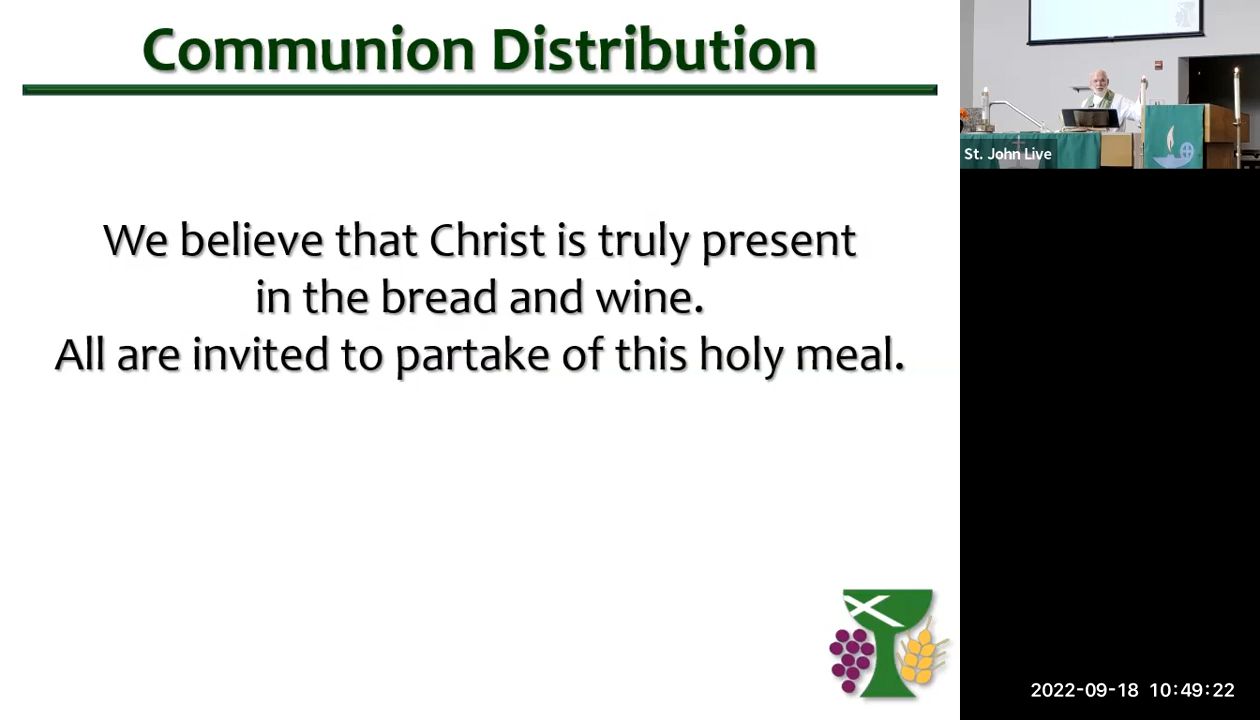 Communion Distribution
We believe that Christ is truly present
in the bread and wine.
All are invited to partake of this holy meal.
St. John Live
2022-09-18 10:49:22